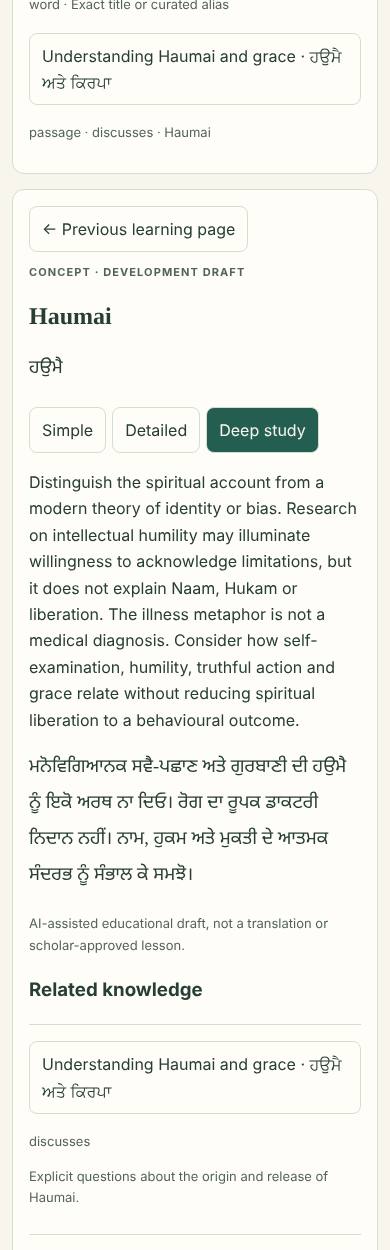 word · Exact title or curated alias
Understanding Haumai and grace · ਹਉਮੈ
ਅਤੇ ਕਿਰਪਾ
passage · discusses · Haumai
← Previous learning page
CONCEPT · DEVELOPMENT DRAFT
Haumai
ਹਉਮੈ
Simple Detailed Deep study
Distinguish the spiritual account from a
modern theory of identity or bias. Research
on intellectual humility may illuminate
willingness to acknowledge limitations, but
it does not explain Naam, Hukam or
liberation. The illness metaphor is not a
medical diagnosis. Consider how self-
examination, humility, truthful action and
grace relate without reducing spiritual
liberation to a behavioural outcome.
ਮਨੋਵਿਗਿਆਨਕ ਸਵੈ-ਪਛਾਣ ਅਤੇ ਗੁਰਬਾਣੀ ਦੀ ਹਉਮੈ
ਨੂੰ ਇਕੋ ਅਰਥ ਨਾ ਦਿਓ। ਰੋਗ ਦਾ ਰੂਪਕ ਡਾਕਟਰੀ
ਨਿਦਾਨ ਨਹੀਂ। ਨਾਮ, ਹੁਕਮ ਅਤੇ ਮੁਕਤੀ ਦੇ ਆਤਮਕ
ਸੰਦਰਭ ਨੂੰ ਸੰਭਾਲ ਕੇ ਸਮਝੋ।
AI-assisted educational draft, not a translation or
scholar-approved lesson.
Related knowledge
Understanding Haumai and grace · ਹਉਮੈ
ਅਤੇ ਕਿਰਪਾ
discusses
Explicit questions about the origin and release of
Haumai.